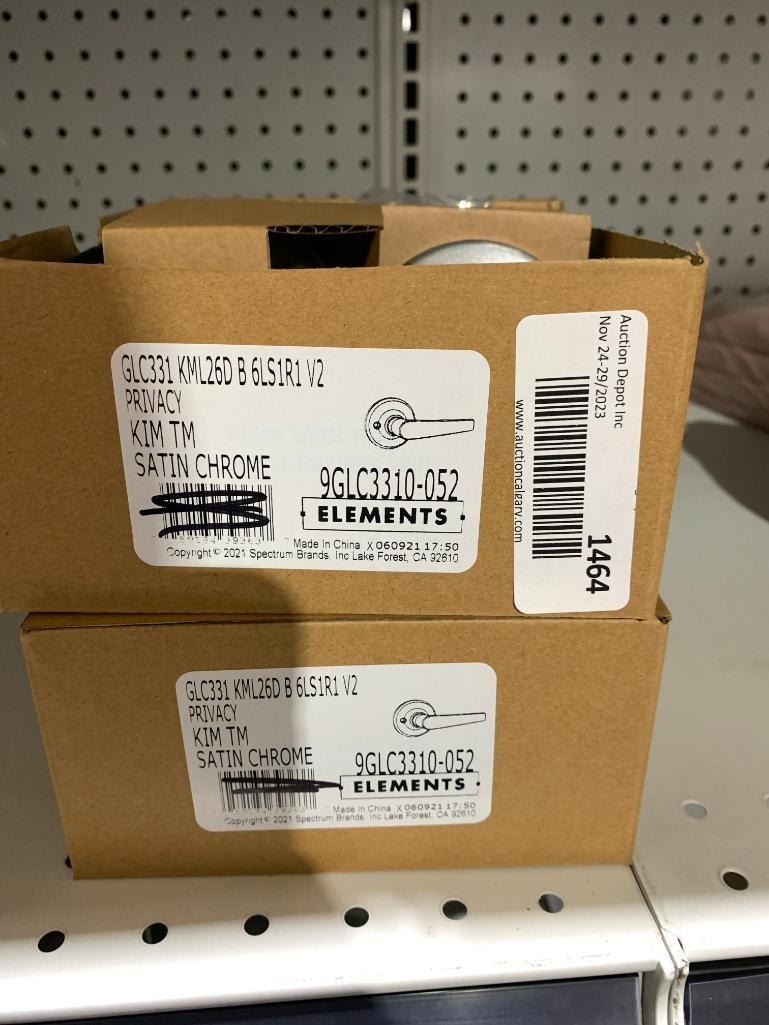 GLC331 KML26D B 6LS1R1 V2
PRIVACY
KIM TM
SATIN CHROME
9GLC3310-052
ELEMENTS
Made In China X 060921 17:50
Copyright © 2021 Spectrum Brands. Inc Lake Forest, CA 92610
Auction Depot Inc
Nov 24-29/2023
www.auctioncalgary.com
1464
GLC331 KML26D B 6LS1R1 V2
PRIVACY
KIM TM
SATIN CHROME
9GLC3310-052
ELEMENTS
Made In China X 060921 17:50
Copyright © 2021 Spectrum Brands. Inc Lake Forest, CA 92610